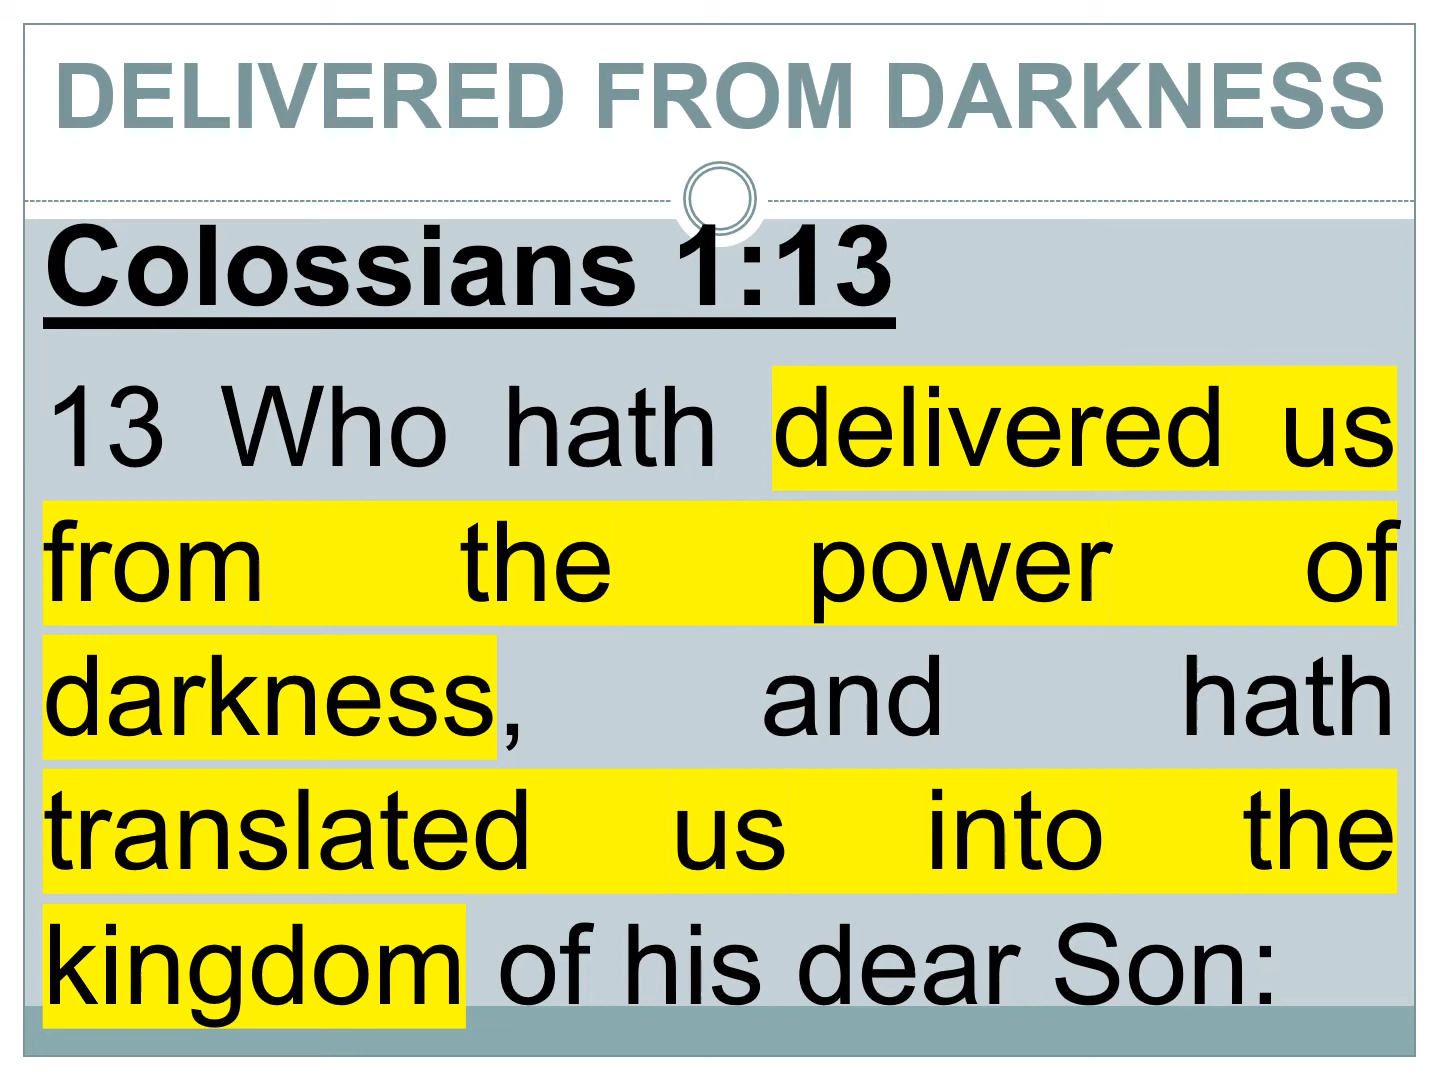 DELIVERED FROM DARKNESS
Colossians 1:13
13 Who hath delivered us
from the power of
darkness, and hath
translated us into the
kingdom of his dear Son: